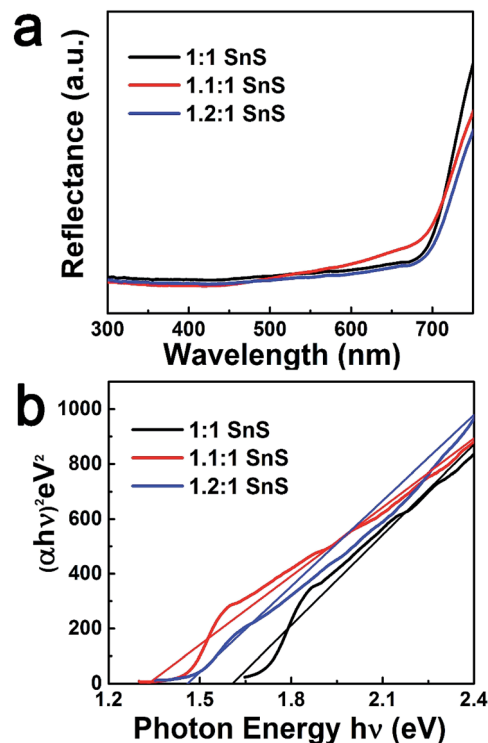 a
Reflectance (a.u.)
1:1 SnS
1.1:1 SnS
1.2:1 SnS
300 400 500 600 700
Wavelength (nm)
b
(αhν)²eV²
1000
800
600
400
200
0
1:1 SnS
1.1:1 SnS
1.2:1 SnS
1.2 1.5 1.8 2.1 2.4
Photon Energy hν (eV)